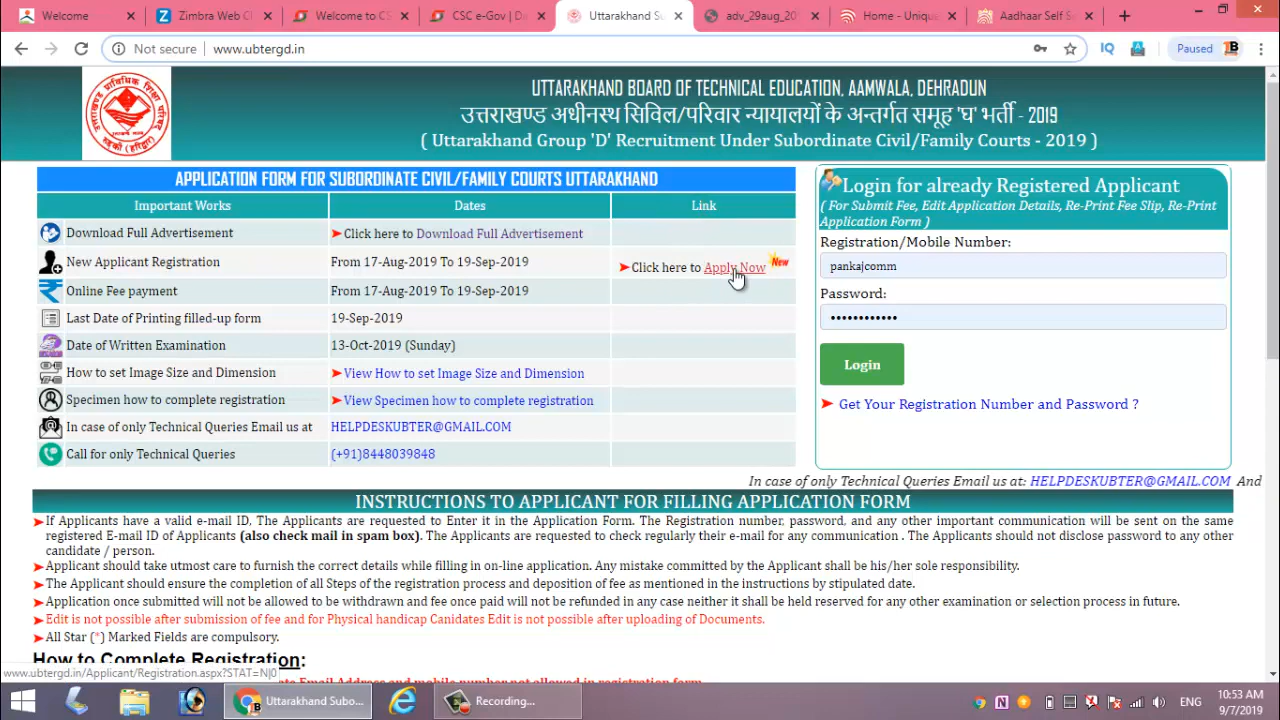 Welcome
Zimbra Web Cl
Welcome to CS
CSC e-Gov | Di
Uttarakhand Su
adv_29aug_20
Home - Unique
Aadhaar Self S
Not secure | www.ubtergd.in
Paused
UTTARAKHAND BOARD OF TECHNICAL EDUCATION, AAMWALA, DEHRADUN
उत्तराखण्ड अधीनस्थ सिविल/परिवार न्यायालयों के अन्तर्गत समूह 'घ' भर्ती - 2019
( Uttarakhand Group 'D' Recruitment Under Subordinate Civil/Family Courts - 2019 )
APPLICATION FORM FOR SUBORDINATE CIVIL/FAMILY COURTS UTTARAKHAND
Important Works Dates Link
Download Full Advertisement Click here to Download Full Advertisement
New Applicant Registration From 17-Aug-2019 To 19-Sep-2019 Click here to Apply Now New
Online Fee payment From 17-Aug-2019 To 19-Sep-2019
Last Date of Printing filled-up form 19-Sep-2019
Date of Written Examination 13-Oct-2019 (Sunday)
How to set Image Size and Dimension View How to set Image Size and Dimension
Specimen how to complete registration View Specimen how to complete registration
In case of only Technical Queries Email us at HELPDESKUBTER@GMAIL.COM
Call for only Technical Queries (+91)8448039848
Login for already Registered Applicant
( For Submit Fee, Edit Application Details, Re-Print Fee Slip, Re-Print
Application Form )
Registration/Mobile Number:
pankajcomm
Password:
••••••••••••
Login
Get Your Registration Number and Password ?
In case of only Technical Queries Email us at: HELPDESKUBTER@GMAIL.COM And
INSTRUCTIONS TO APPLICANT FOR FILLING APPLICATION FORM
If Applicants have a valid e-mail ID, The Applicants are requested to Enter it in the Application Form. The Registration number, password, and any other important communication will be sent on the same
registered E-mail ID of Applicants (also check mail in spam box). The Applicants are requested to check regularly their e-mail for any communication . The Applicants should not disclose password to any other
candidate / person.
Applicant should take utmost care to furnish the correct details while filling in on-line application. Any mistake committed by the Applicant shall be his/her sole responsibility.
The Applicant should ensure the completion of all Steps of the registration process and deposition of fee as mentioned in the instructions by stipulated date.
Application once submitted will not be allowed to be withdrawn and fee once paid will not be refunded in any case neither it shall be held reserved for any other examination or selection process in future.
Edit is not possible after submission of fee and for Physical handicap Canidates Edit is not possible after uploading of Documents.
All Star (*) Marked Fields are compulsory.
How to Complete Registration:
www.ubtergd.in/Applicant/Registration.aspx?STAT=NJ0
Email Address and mobile number not allowed in registration form
Uttarakhand Subo...
Recording...
ENG
10:53 AM
9/7/2019